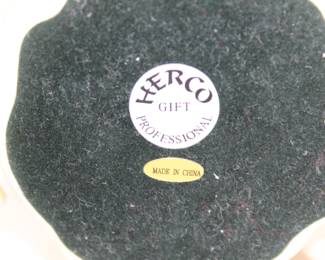 HERCO
GIFT
PROFESSIONAL
MADE IN CHINA